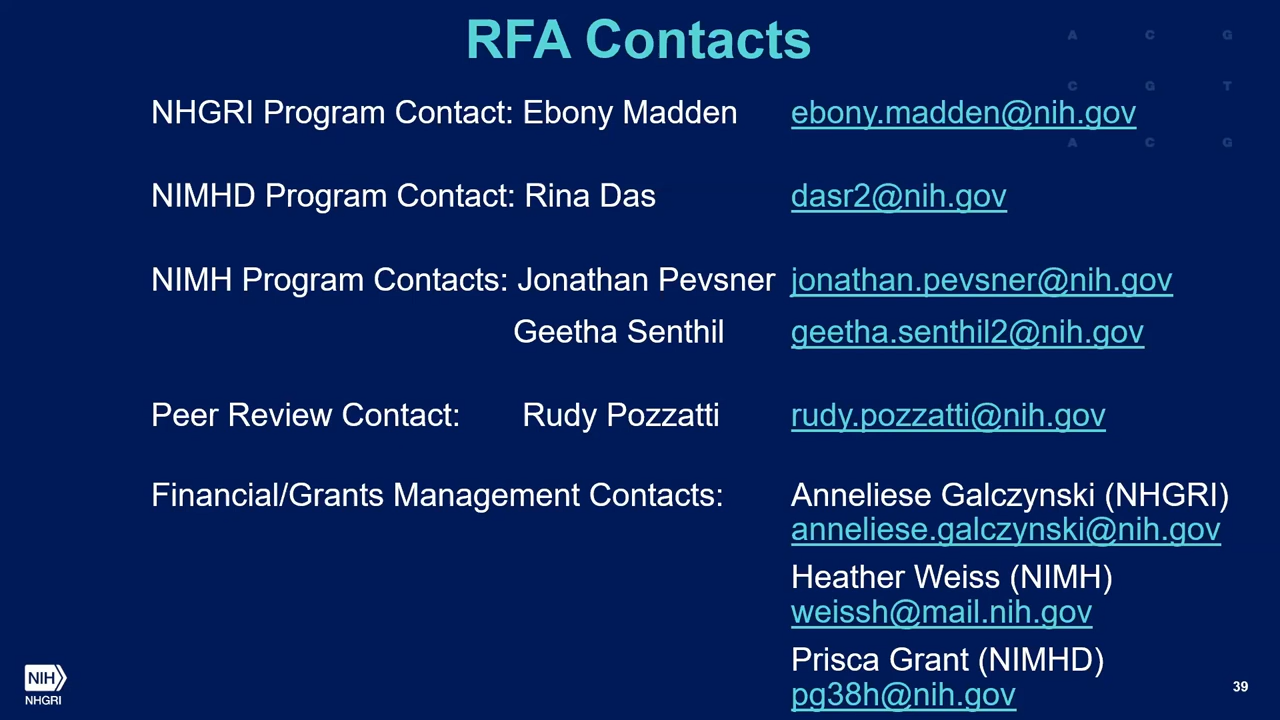 RFA Contacts
A C G
C G T
A C G
NHGRI Program Contact: Ebony Madden ebony.madden@nih.gov
NIMHD Program Contact: Rina Das dasr2@nih.gov
NIMH Program Contacts: Jonathan Pevsner jonathan.pevsner@nih.gov
Geetha Senthil geetha.senthil2@nih.gov
Peer Review Contact: Rudy Pozzatti rudy.pozzatti@nih.gov
Financial/Grants Management Contacts: Anneliese Galczynski (NHGRI)
anneliese.galczynski@nih.gov
Heather Weiss (NIMH)
weissh@mail.nih.gov
Prisca Grant (NIMHD)
pg38h@nih.gov
NIH
NHGRI
39